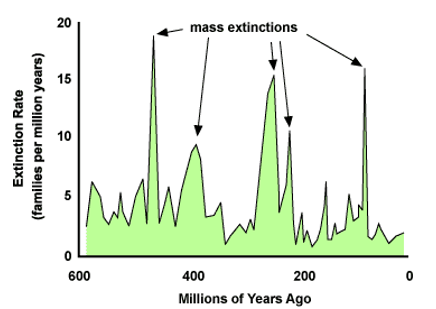 mass extinctions
Extinction Rate
(families per million years)
20
15
10
5
0
600
400
200
0
Millions of Years Ago